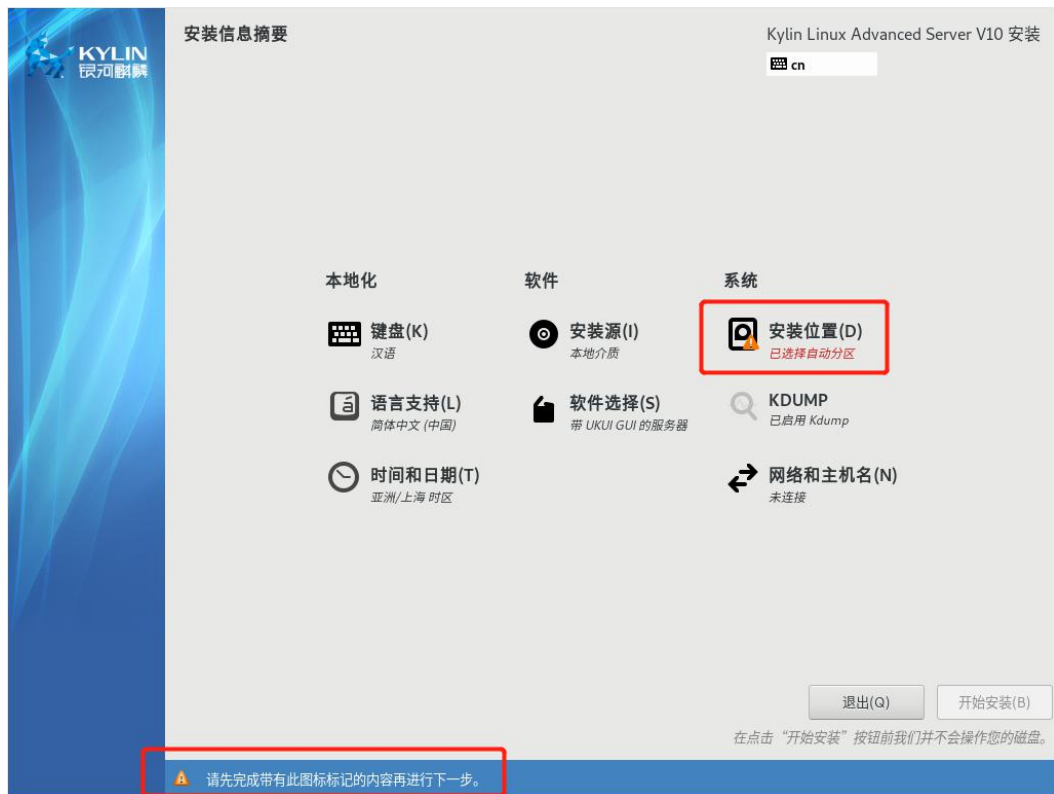 KYLIN
银河麒麟
安装信息摘要
Kylin Linux Advanced Server V10 安装
cn
本地化
键盘(K)
汉语
语言支持(L)
简体中文 (中国)
时间和日期(T)
亚洲/上海 时区
软件
安装源(I)
本地介质
软件选择(S)
带 UKUI GUI 的服务器
系统
安装位置(D)
已选择自动分区
KDUMP
已启用 Kdump
网络和主机名(N)
未连接
退出(Q)
开始安装(B)
在点击“开始安装”按钮前我们并不会操作您的磁盘。
请先完成带有此图标标记的内容再进行下一步。